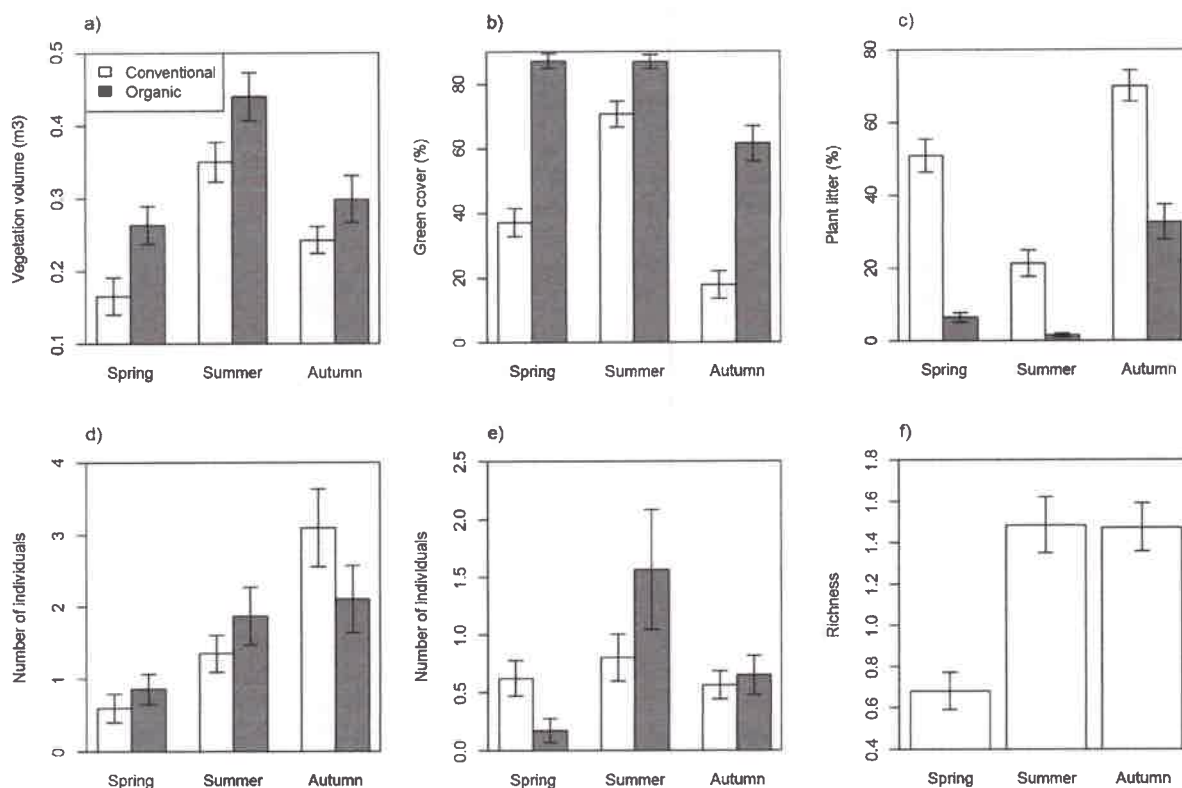 a)
Vegetation volume (m3)
0.5
0.4
0.3
0.2
0.1
Conventional
Organic
Spring Summer Autumn
b)
Green cover (%)
80
60
40
20
0
Spring Summer Autumn
c)
Plant litter (%)
80
60
40
20
0
Spring Summer Autumn
d)
Number of individuals
4
3
2
1
0
Spring Summer Autumn
e)
Number of individuals
2.5
2.0
1.5
1.0
0.5
0.0
Spring Summer Autumn
f)
Richness
1.8
1.6
1.4
1.2
1.0
0.8
0.6
0.4
Spring Summer Autumn